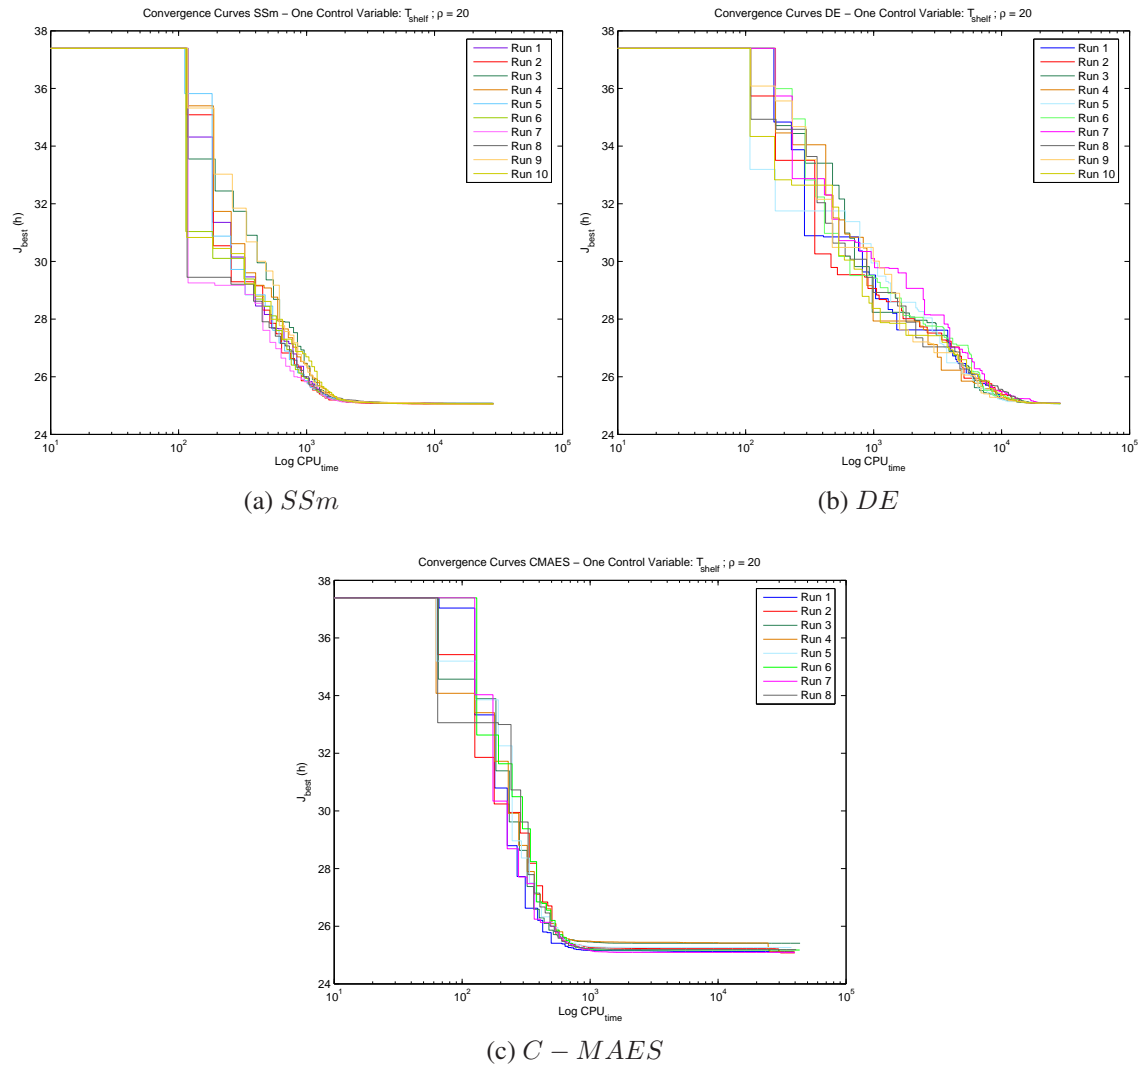 Convergence Curves SSm – One Control Variable: T_shelf ; ρ = 20
38
36
34
32
30
28
26
24
J_best (h)
10^1
10^2
10^3
10^4
10^5
Log CPU_time
Run 1
Run 2
Run 3
Run 4
Run 5
Run 6
Run 7
Run 8
Run 9
Run 10
(a) SSm
Convergence Curves DE – One Control Variable: T_shelf ; ρ = 20
38
36
34
32
30
28
26
24
J_best (h)
10^1
10^2
10^3
10^4
10^5
Log CPU_time
Run 1
Run 2
Run 3
Run 4
Run 5
Run 6
Run 7
Run 8
Run 9
Run 10
(b) DE
Convergence Curves CMAES – One Control Variable: T_shelf ; ρ = 20
38
36
34
32
30
28
26
24
J_best (h)
10^1
10^2
10^3
10^4
10^5
Log CPU_time
Run 1
Run 2
Run 3
Run 4
Run 5
Run 6
Run 7
Run 8
(c) C − MAES